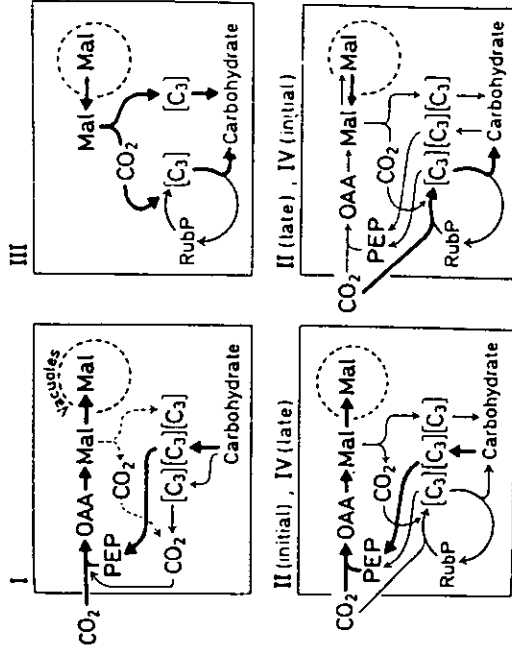 I
Vacuoles
CO₂ OAA Mal Mal
PEP CO₂
CO₂ [C₃][C₃][C₃]
Carbohydrate
III
Mal Mal
CO₂
[C₃] [C₃]
RubP
Carbohydrate
II (initial), IV (late)
CO₂ OAA Mal Mal
PEP CO₂
[C₃][C₃][C₃]
RubP
Carbohydrate
II (late), IV (initial)
CO₂ OAA Mal Mal
PEP CO₂
[C₃][C₃][C₃]
RubP
Carbohydrate